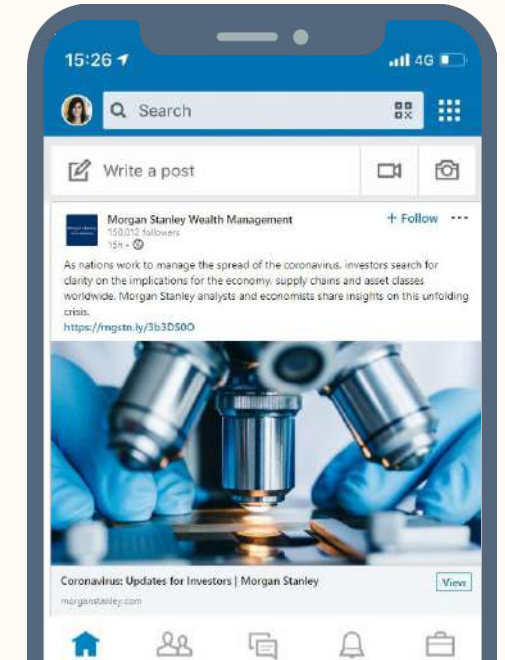 15:26
4G
Search
Write a post
Morgan Stanley Wealth Management
+ Follow
150,012 followers
15h
As nations work to manage the spread of the coronavirus, investors search for
clarity on the implications for the economy, supply chains and asset classes
worldwide. Morgan Stanley analysts and economists share insights on this unfolding
crisis.
https://mgstn.ly/3b3DS0O
Coronavirus: Updates for Investors | Morgan Stanley
View
morganstanley.com